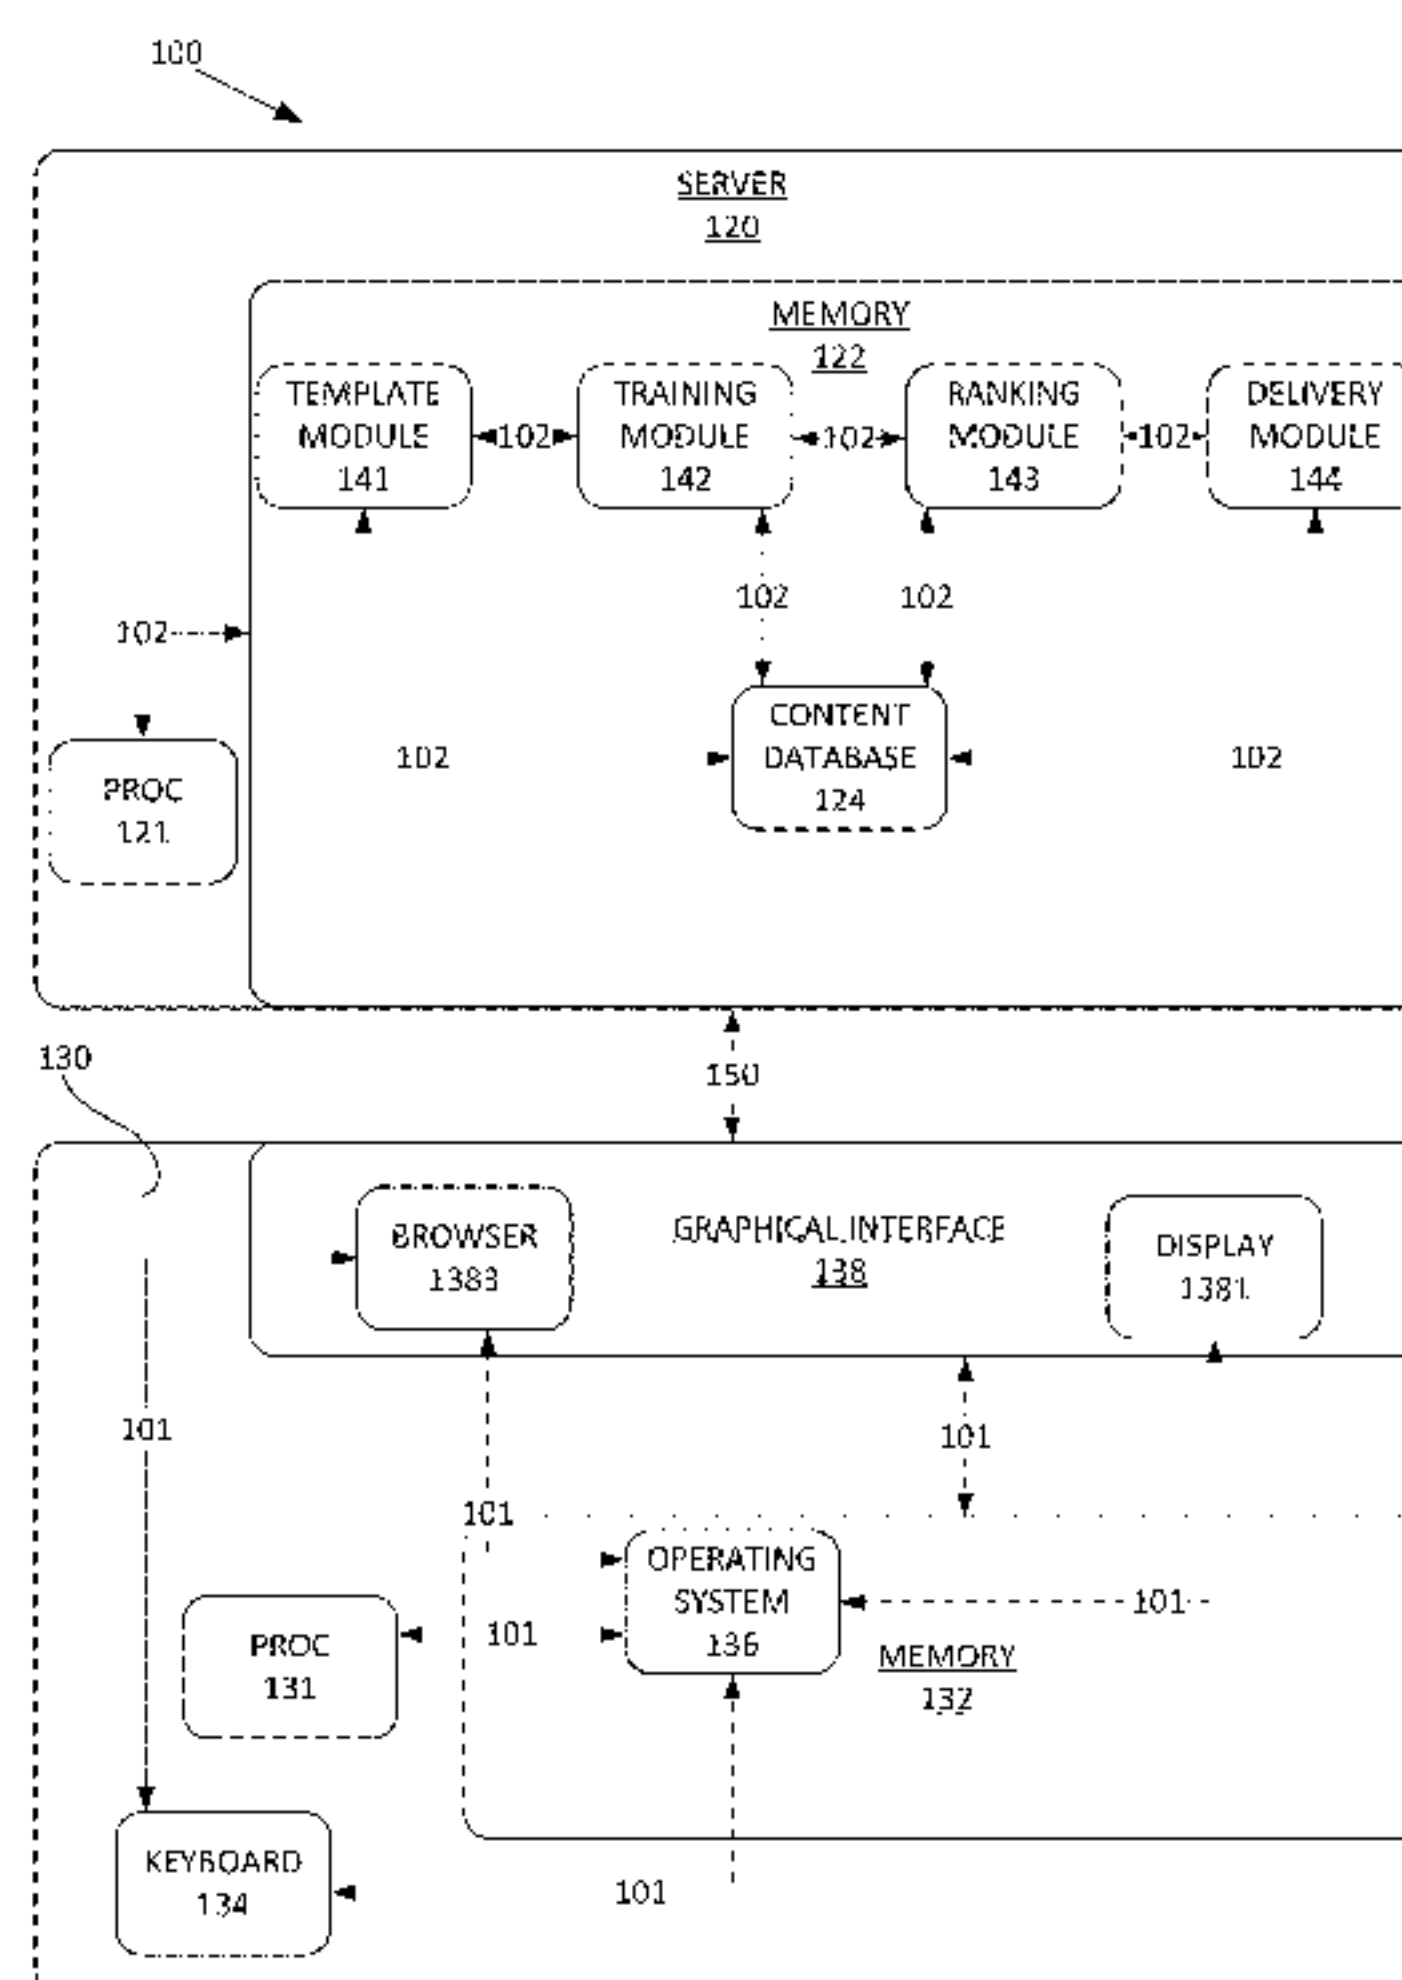 100
SERVER
120
MEMORY
122
TEMPLATE
MODULE
141
102
TRAINING
MODULE
142
102
RANKING
MODULE
143
102
DELIVERY
MODULE
144
102
102
102
102
CONTENT
DATABASE
124
102
PROC
121
130
150
BROWSER
1383
GRAPHICAL INTERFACE
138
DISPLAY
1381
101
101
101
OPERATING
SYSTEM
136
101
PROC
131
101
MEMORY
132
KEYBOARD
134
101